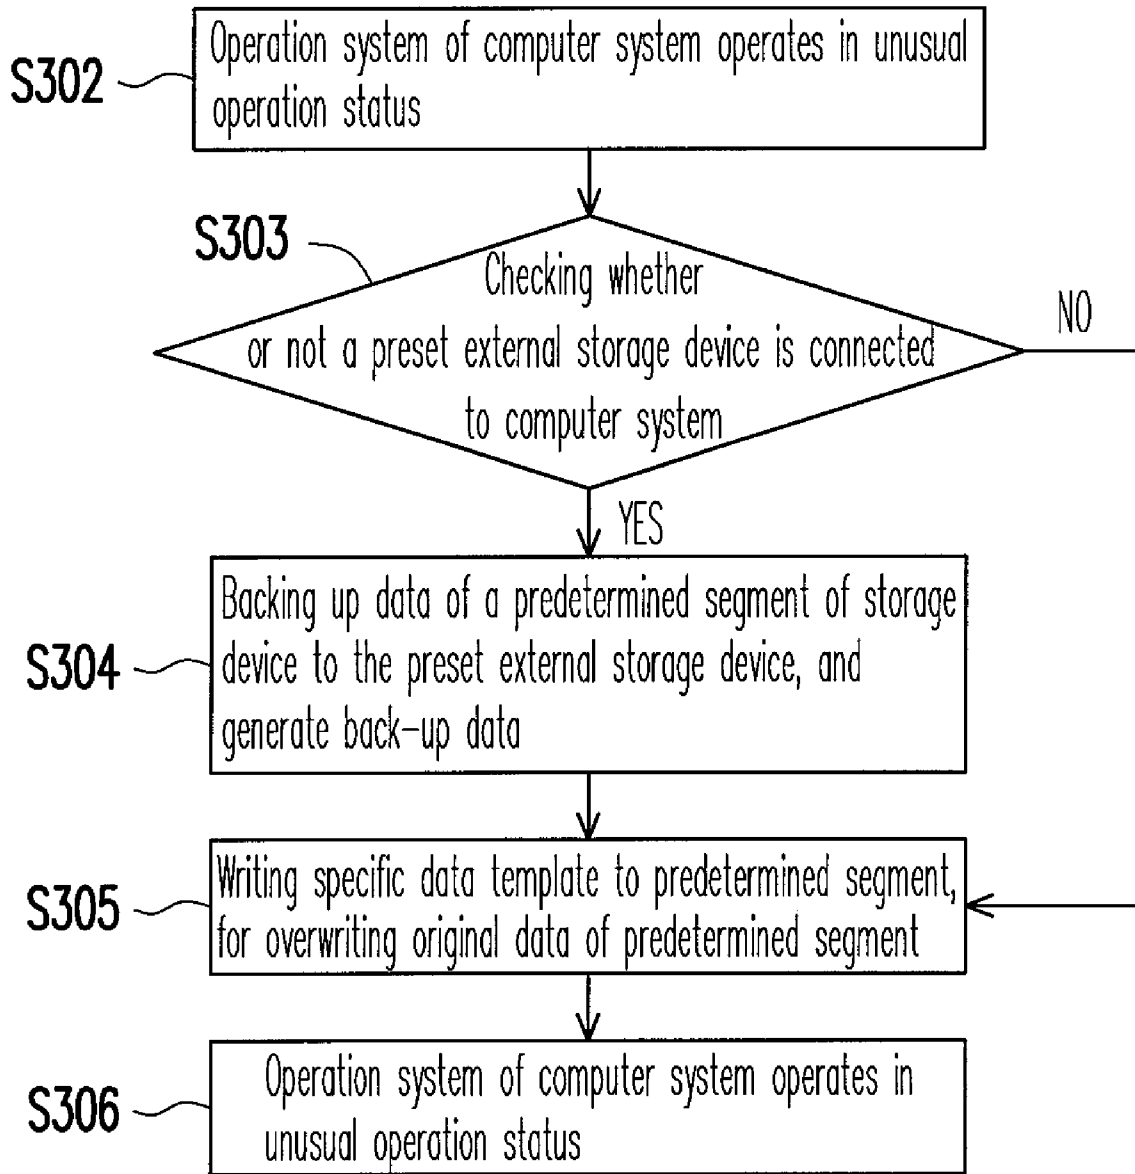 S302
Operation system of computer system operates in unusual
operation status
S303
Checking whether
or not a preset external storage device is connected
to computer system
NO
YES
S304
Backing up data of a predetermined segment of storage
device to the preset external storage device, and
generate back-up data
S305
Writing specific data template to predetermined segment,
for overwriting original data of predetermined segment
S306
Operation system of computer system operates in
unusual operation status